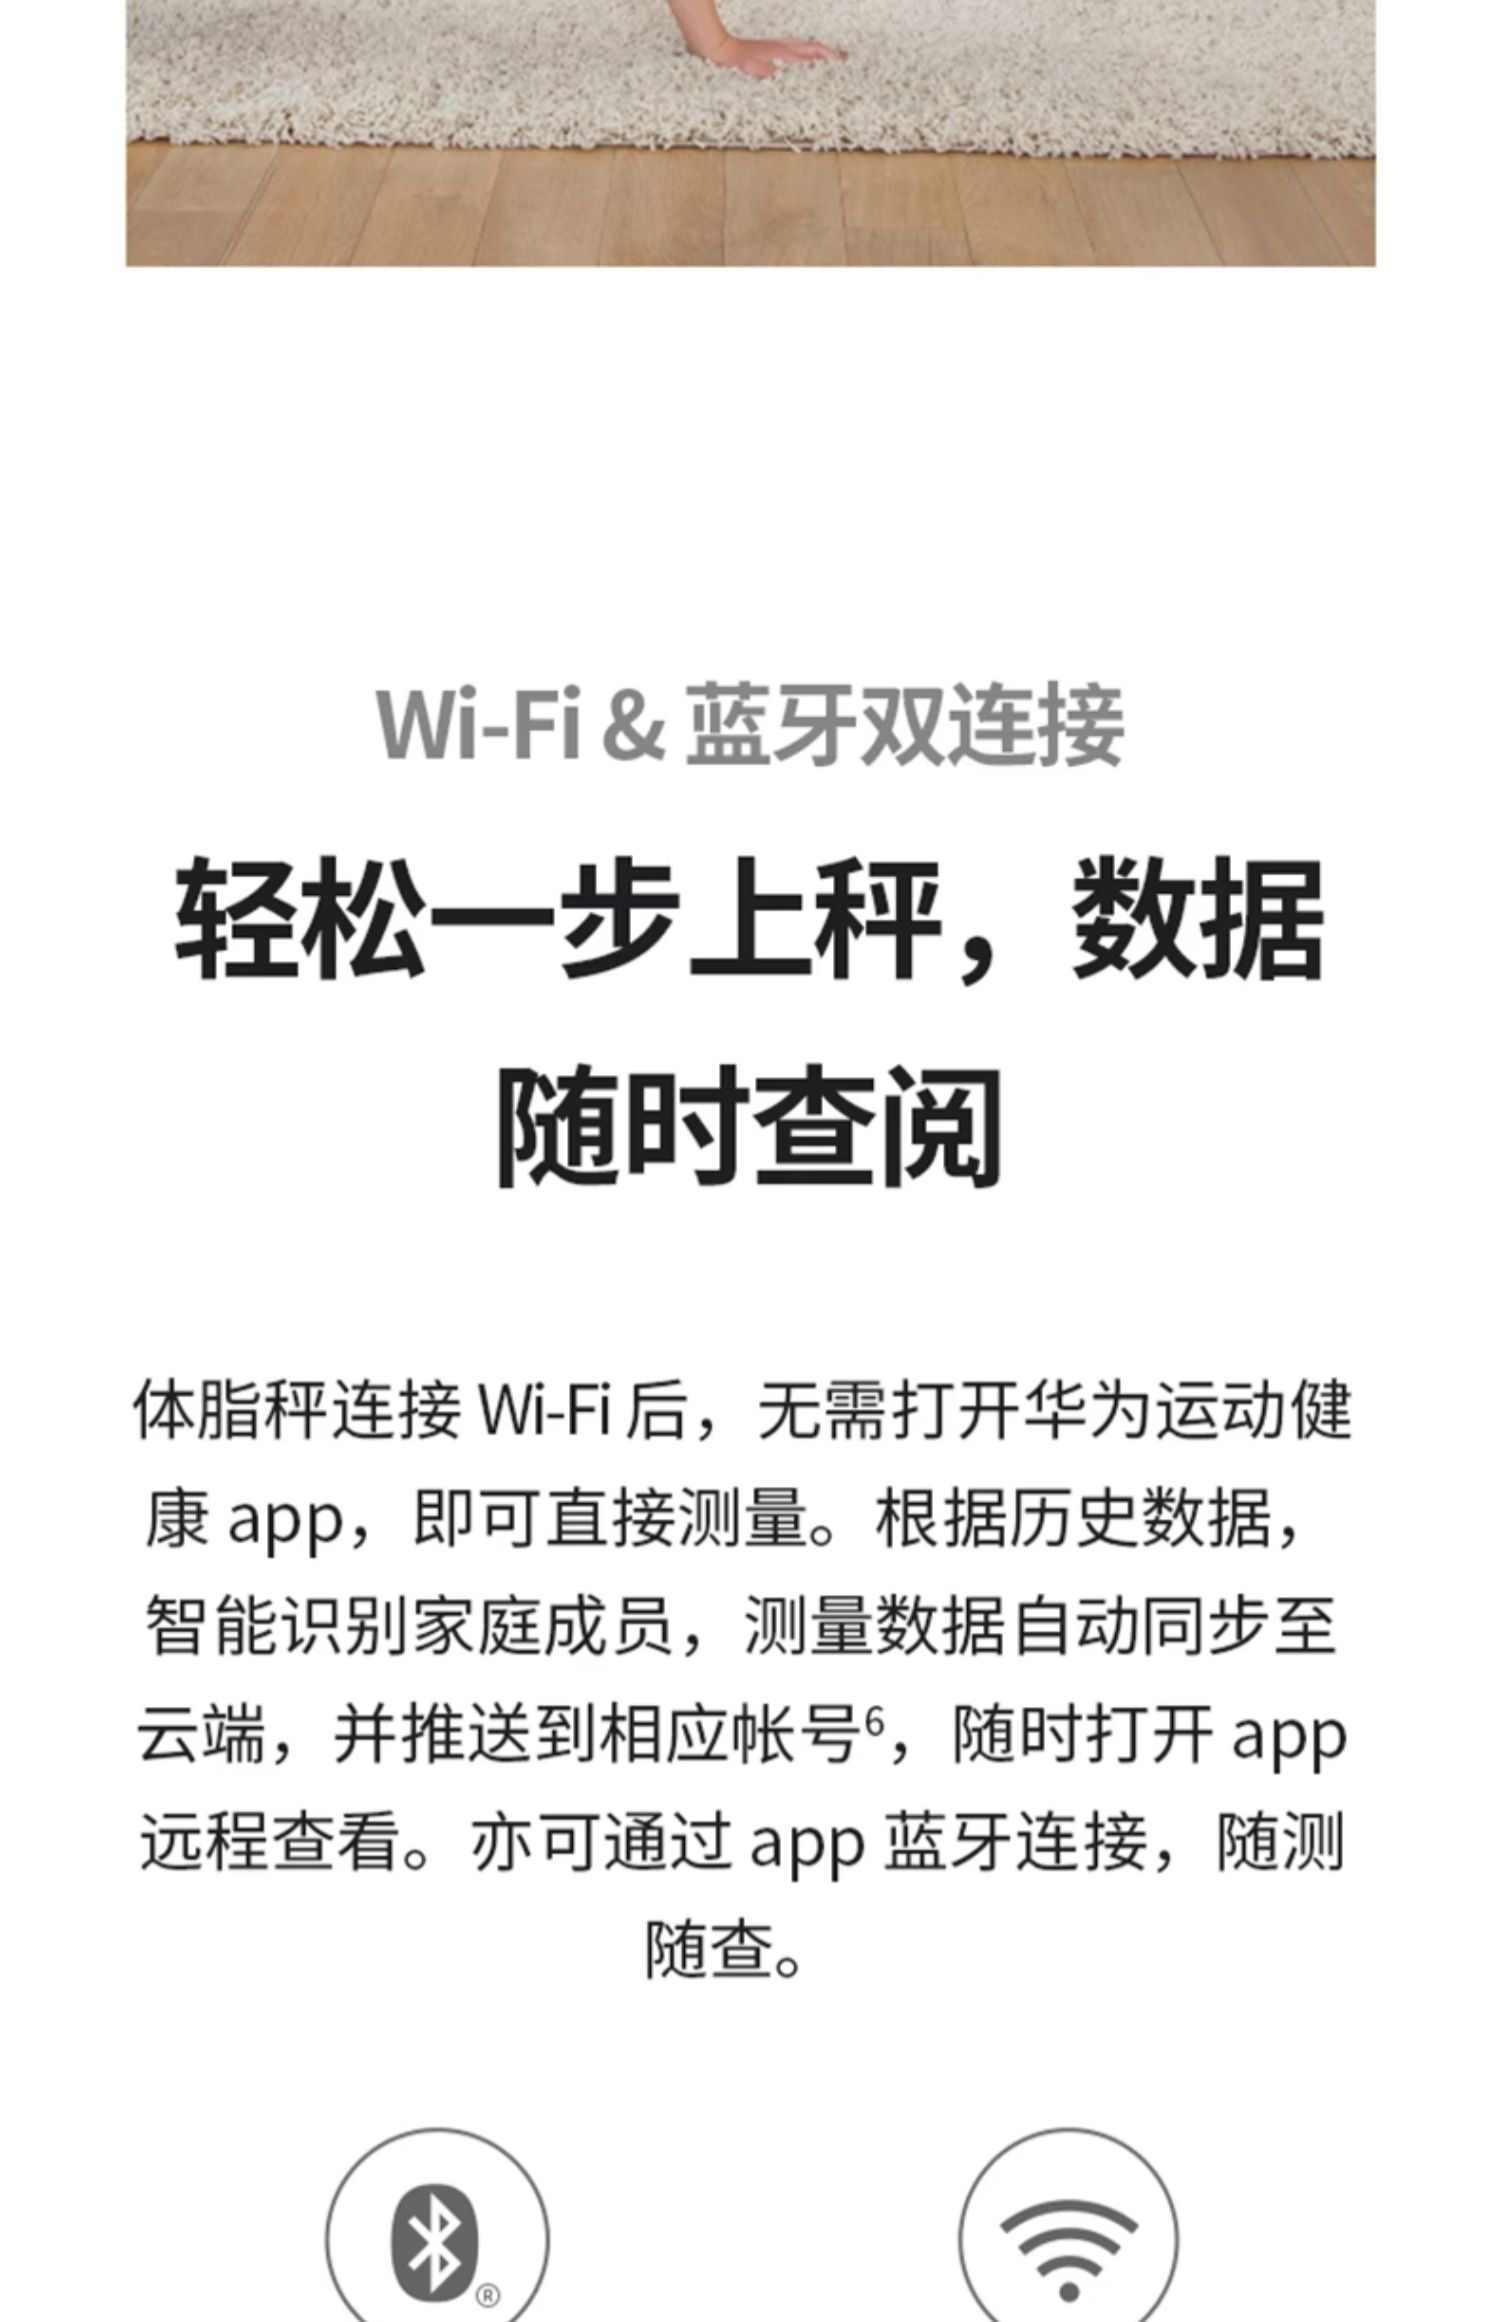 Wi-Fi & 蓝牙双连接
轻松一步上秤，数据
随时查阅
体脂秤连接 Wi-Fi 后，无需打开华为运动健
康 app，即可直接测量。根据历史数据，
智能识别家庭成员，测量数据自动同步至
云端，并推送到相应帐号⁶，随时打开 app
远程查看。亦可通过 app 蓝牙连接，随测
随查。
®